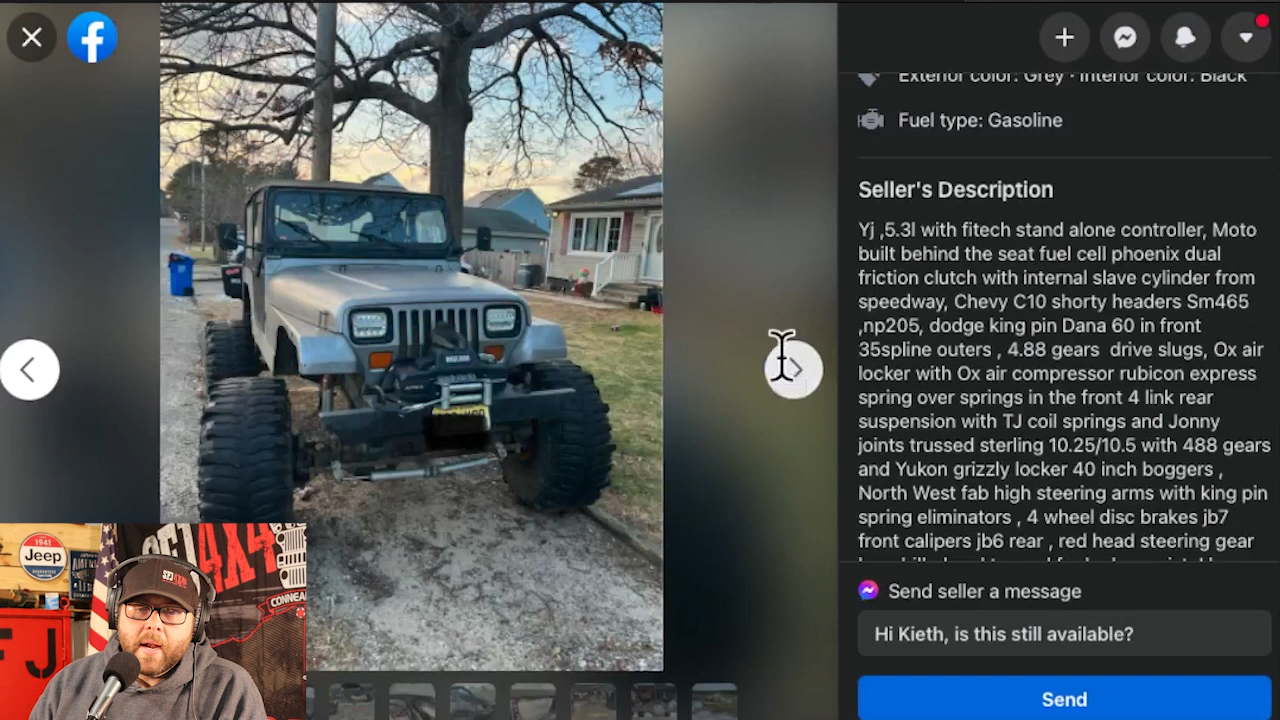 Exterior color: Grey · Interior color: Black
Fuel type: Gasoline
Seller's Description
Yj ,5.3l with fitech stand alone controller, Moto
built behind the seat fuel cell phoenix dual
friction clutch with internal slave cylinder from
speedway, Chevy C10 shorty headers Sm465
,np205, dodge king pin Dana 60 in front
35spline outers , 4.88 gears  drive slugs, Ox air
locker with Ox air compressor rubicon express
spring over springs in the front 4 link rear
suspension with TJ coil springs and Jonny
joints trussed sterling 10.25/10.5 with 488 gears
and Yukon grizzly locker 40 inch boggers ,
North West fab high steering arms with king pin
spring eliminators , 4 wheel disc brakes jb7
front calipers jb6 rear , red head steering gear
Send seller a message
Hi Kieth, is this still available?
Send
1941
Jeep
4X4
FJ